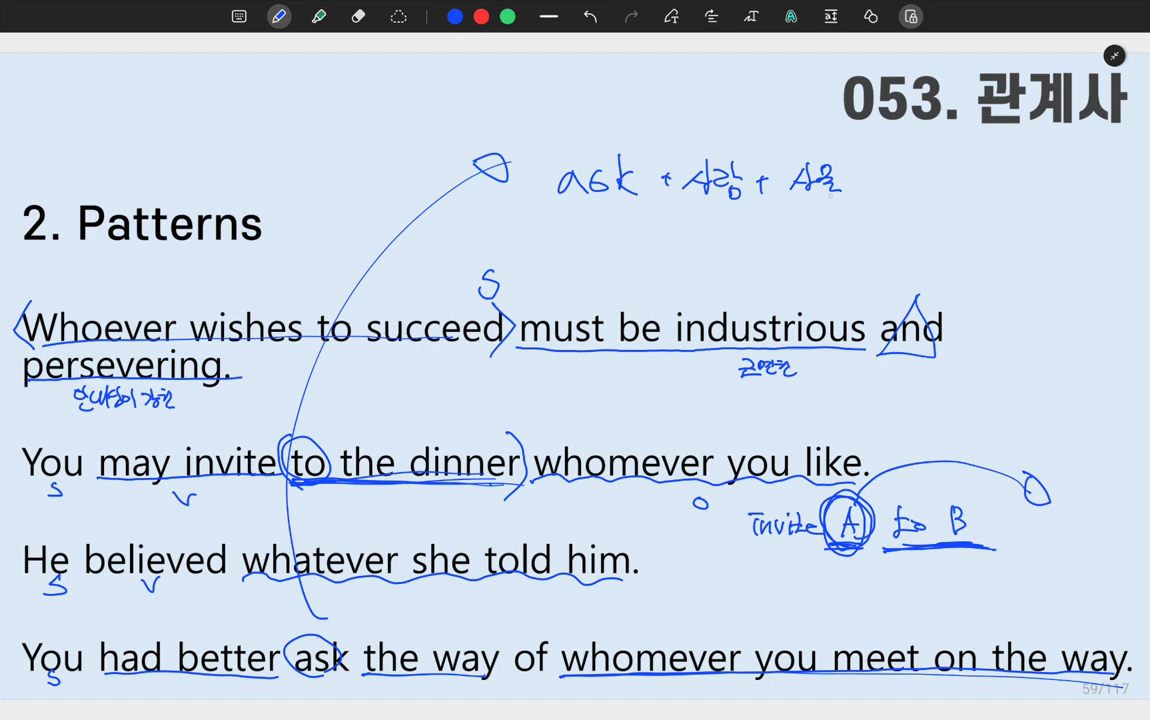 053. 관계사
ask + 사람 + 사물
2. Patterns
S
Whoever wishes to succeed must be industrious and
persevering.
근면한
인내심이 강한
You may invite to the dinner whomever you like.
S V O
invite A to B
He believed whatever she told him.
S V
You had better ask the way of whomever you meet on the way.
S
59/117